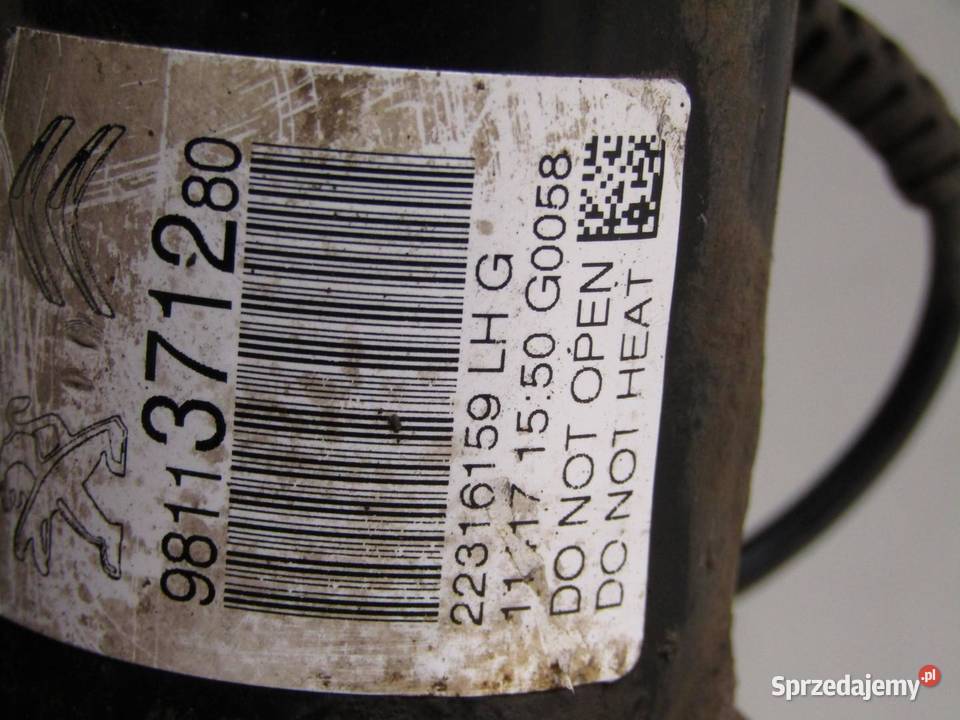 9811371280
22316159 LH G
11 17 15:50 G0058
DO NOT OPEN
DO NOT HEAT
Sprzedajemy.pl